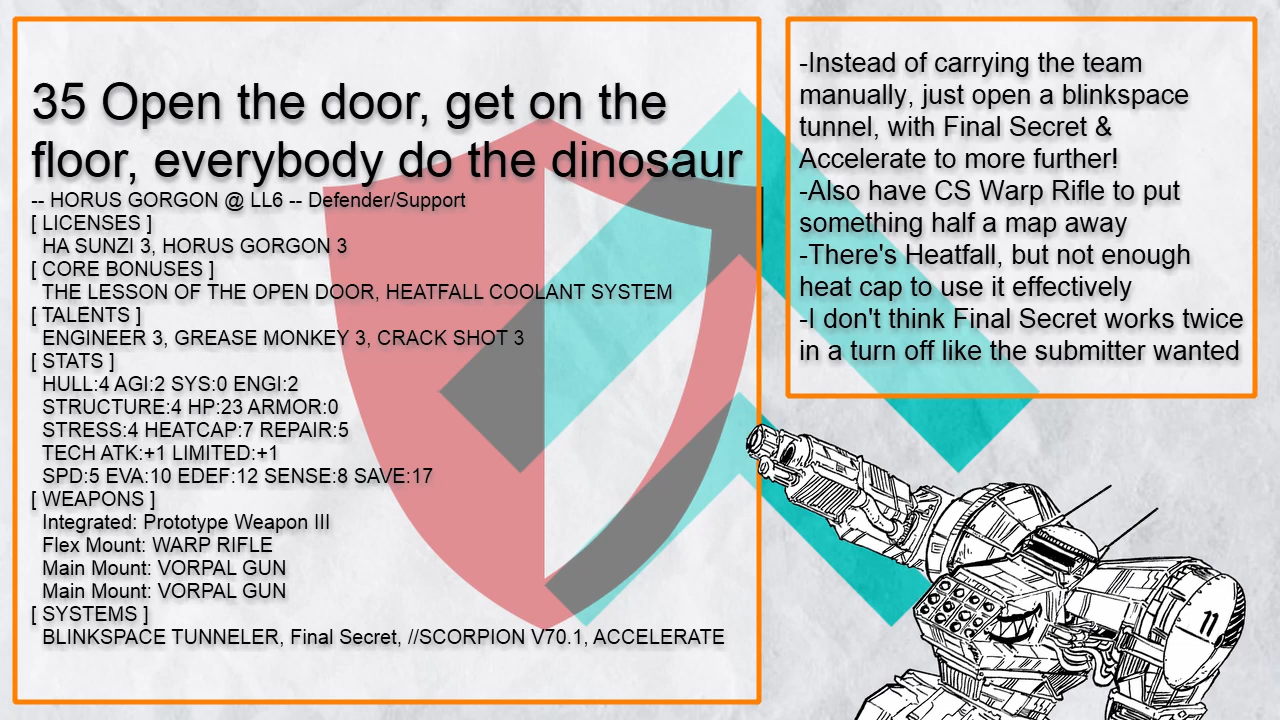 35 Open the door, get on the
floor, everybody do the dinosaur
-- HORUS GORGON @ LL6 -- Defender/Support
[ LICENSES ]
HA SUNZI 3, HORUS GORGON 3
[ CORE BONUSES ]
THE LESSON OF THE OPEN DOOR, HEATFALL COOLANT SYSTEM
[ TALENTS ]
ENGINEER 3, GREASE MONKEY 3, CRACK SHOT 3
[ STATS ]
HULL:4 AGI:2 SYS:0 ENGI:2
STRUCTURE:4 HP:23 ARMOR:0
STRESS:4 HEATCAP:7 REPAIR:5
TECH ATK:+1 LIMITED:+1
SPD:5 EVA:10 EDEF:12 SENSE:8 SAVE:17
[ WEAPONS ]
Integrated: Prototype Weapon III
Flex Mount: WARP RIFLE
Main Mount: VORPAL GUN
Main Mount: VORPAL GUN
[ SYSTEMS ]
BLINKSPACE TUNNELER, Final Secret, //SCORPION V70.1, ACCELERATE
-Instead of carrying the team
manually, just open a blinkspace
tunnel, with Final Secret &
Accelerate to more further!
-Also have CS Warp Rifle to put
something half a map away
-There's Heatfall, but not enough
heat cap to use it effectively
-I don't think Final Secret works twice
in a turn off like the submitter wanted
11